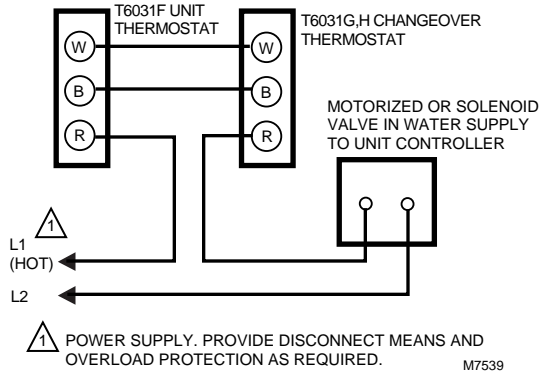 T6031F UNIT
THERMOSTAT
T6031G,H CHANGEOVER
THERMOSTAT
W
W
B
B
R
R
MOTORIZED OR SOLENOID
VALVE IN WATER SUPPLY
TO UNIT CONTROLLER
1
L1
(HOT)
L2
1 POWER SUPPLY. PROVIDE DISCONNECT MEANS AND
OVERLOAD PROTECTION AS REQUIRED.
M7539